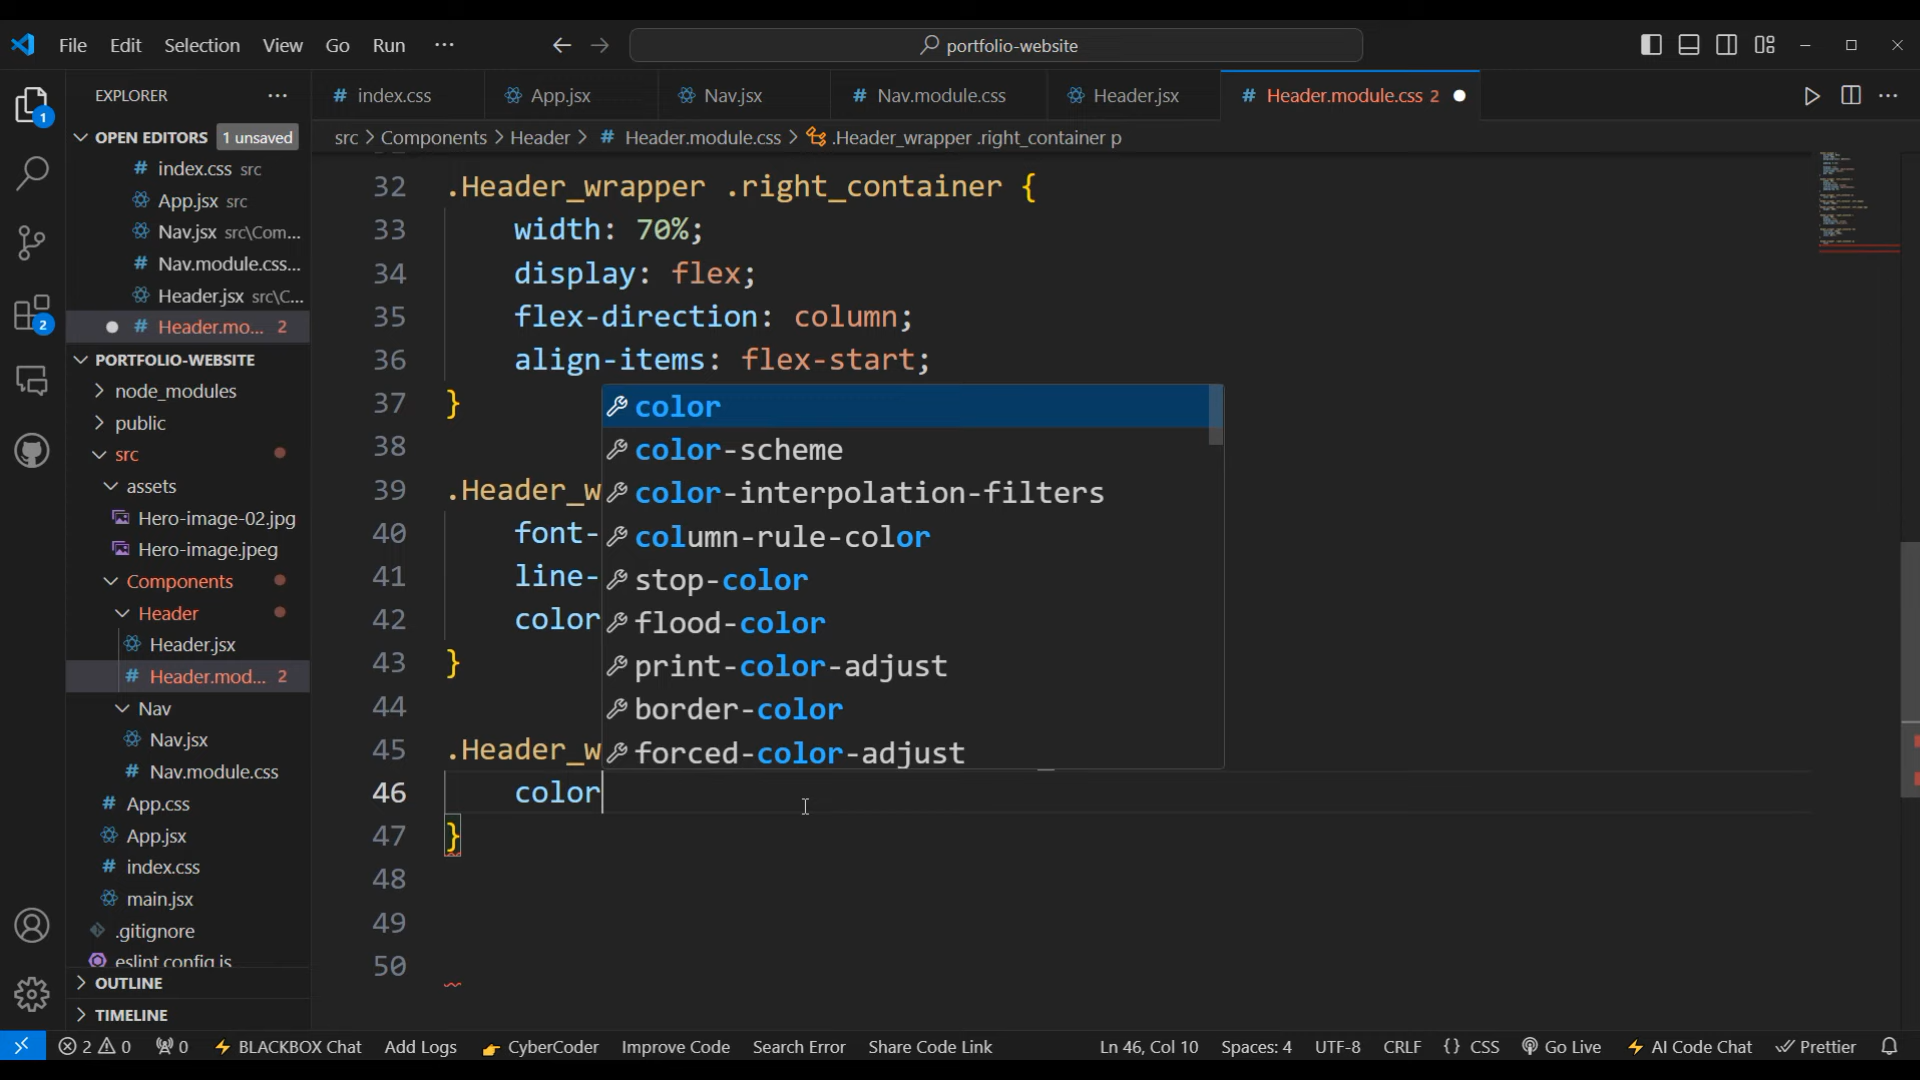 File Edit Selection View Go Run ··· portfolio-website
EXPLORER ···
OPEN EDITORS 1 unsaved
# index.css src
App.jsx src
Nav.jsx src\Com...
# Nav.module.css...
Header.jsx src\C...
# Header.mo... 2
PORTFOLIO-WEBSITE
node_modules
public
src
assets
Hero-image-02.jpg
Hero-image.jpeg
Components
Header
Header.jsx
# Header.mod... 2
Nav
Nav.jsx
# Nav.module.css
# App.css
App.jsx
# index.css
main.jsx
.gitignore
eslint.config.js
OUTLINE
TIMELINE
1
2
# index.css App.jsx Nav.jsx # Nav.module.css Header.jsx # Header.module.css 2
src > Components > Header > # Header.module.css > .Header_wrapper .right_container p
32 .Header_wrapper .right_container {
33 width: 70%;
34 display: flex;
35 flex-direction: column;
36 align-items: flex-start;
37 }
38
39 .Header_w
40 font-
41 line-
42 color
43 }
44
45 .Header_w
46 color
47 }
48
49
50
color
color-scheme
color-interpolation-filters
column-rule-color
stop-color
flood-color
print-color-adjust
border-color
forced-color-adjust
2 0 0 BLACKBOX Chat Add Logs CyberCoder Improve Code Search Error Share Code Link Ln 46, Col 10 Spaces: 4 UTF-8 CRLF {} CSS Go Live AI Code Chat Prettier